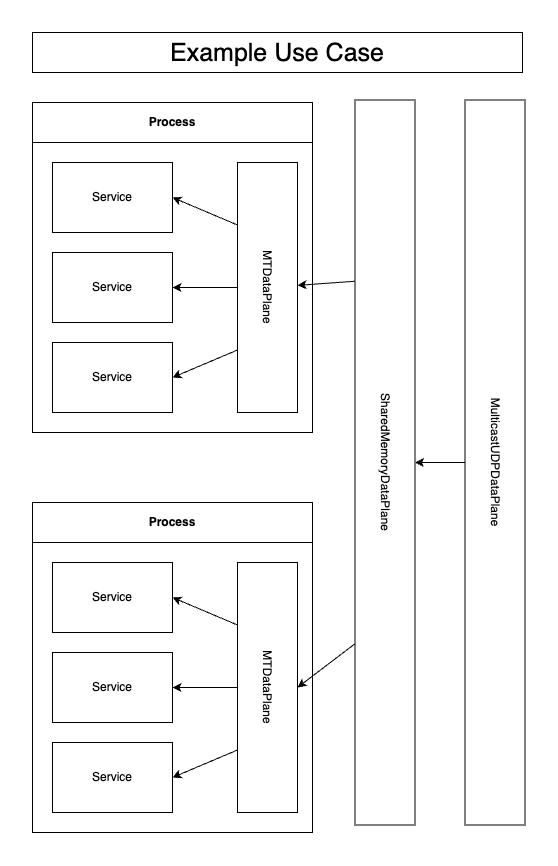 Example Use Case
Process
Service
Service
Service
MTDataPlane
Process
Service
Service
Service
MTDataPlane
SharedMemoryDataPlane
MulticastUDPDataPlane